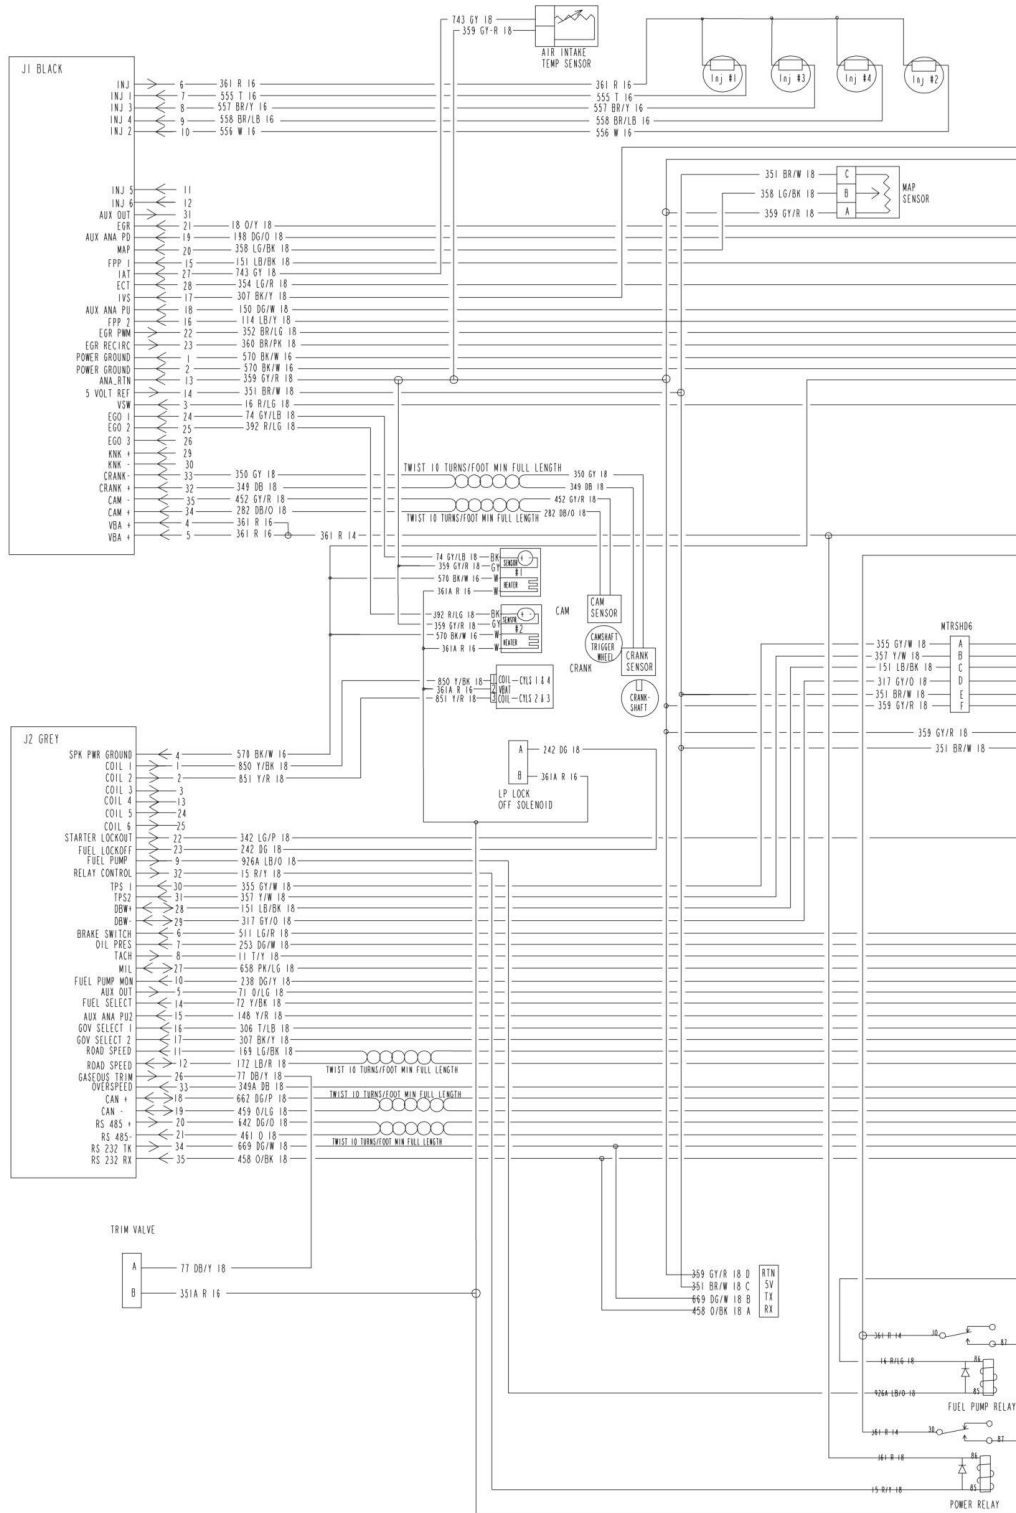 743 GY 18
359 GY-R 18
AIR INTAKE
TEMP SENSOR
Inj #1
Inj #3
Inj #4
Inj #2
J1 BLACK
INJ 6 361 R 16 361 R 16
INJ 1 7 555 T 16 555 T 16
INJ 3 8 557 BR/Y 16 557 BR/Y 16
INJ 4 9 558 BR/LB 16 558 BR/LB 16
INJ 2 10 556 W 16 556 W 16
351 BR/W 18 C
358 LG/BK 18 B
359 GY/R 18 A
MAP
SENSOR
INJ 5 11
INJ 6 12
AUX OUT 31
EGR 21 18 O/Y 18
AUX ANA PD 19 198 DG/O 18
MAP 20 358 LG/BK 18
FPP 1 15 151 LB/BK 18
IAT 27 743 GY 18
ECT 28 354 LG/R 18
IVS 17 307 BK/Y 18
AUX ANA PU 18 150 DG/W 18
FPP 2 16 114 LB/Y 18
EGR PWM 22 352 BR/LG 18
EGR RECIRC 23 360 BR/PK 18
POWER GROUND 1 570 BK/W 16
POWER GROUND 2 570 BK/W 16
ANA_RTN 13 359 GY/R 18
5 VOLT REF 14 351 BR/W 18
VSW 3 16 R/LG 18
EGO 1 24 74 GY/LB 18
EGO 2 25 392 R/LG 18
EGO 3 26
KNK + 29
KNK - 30
CRANK- 33 350 GY 18
CRANK + 32 349 DB 18
CAM - 35 452 GY/R 18
CAM + 34 282 DB/O 18
VBA + 4 361 R 16
VBA + 5 361 R 16 361 R 14
TWIST 10 TURNS/FOOT MIN FULL LENGTH
350 GY 18
349 DB 18
452 GY/R 18
282 DB/O 18
TWIST 10 TURNS/FOOT MIN FULL LENGTH
74 GY/LB 18 BK
359 GY/R 18 GY
570 BK/W 16 W
361A R 16 W
SENSOR
#1
HEATER
392 R/LG 18 BK
359 GY/R 18 GY
570 BK/W 16 W
361A R 16 W
SENSOR
#2
HEATER
CAM
CAM
SENSOR
CAMSHAFT
TRIGGER
WHEEL
CRANK
CRANK
SENSOR
CRANK-
SHAFT
850 Y/BK 18 1 COIL CYLS 1 & 4
361A R 16 2 VBAT
851 Y/R 18 3 COIL CYLS 2 & 3
MTRSHD6
355 GY/W 18 A
357 Y/W 18 B
151 LB/BK 18 C
317 GY/O 18 D
351 BR/W 18 E
359 GY/R 18 F
359 GY/R 18
351 BR/W 18
A 242 DG 18
B 361A R 16
LP LOCK
OFF SOLENOID
J2 GREY
SPK PWR GROUND 4 570 BK/W 16
COIL 1 1 850 Y/BK 18
COIL 2 2 851 Y/R 18
COIL 3 3
COIL 4 13
COIL 5 24
COIL 6 25
STARTER LOCKOUT 22 342 LG/P 18
FUEL LOCKOFF 23 242 DG 18
FUEL PUMP 9 926A LB/O 18
RELAY CONTROL 32 15 R/Y 18
TPS 1 30 355 GY/W 18
TPS2 31 357 Y/W 18
DBW+ 28 151 LB/BK 18
DBW- 29 317 GY/O 18
BRAKE SWITCH 6 511 LG/R 18
OIL PRES 7 253 DG/W 18
TACH 8 11 T/Y 18
MIL 27 658 PK/LG 18
FUEL PUMP MON 10 238 DG/Y 18
AUX OUT 5 71 O/LG 18
FUEL SELECT 14 72 Y/BK 18
AUX ANA PU2 15 148 Y/R 18
GOV SELECT 1 16 306 T/LB 18
GOV SELECT 2 17 307 BK/Y 18
ROAD SPEED 11 169 LG/BK 18
ROAD SPEED 12 172 LB/R 18
GASEOUS TRIM 26 77 DB/Y 18
OVERSPEED 33 349A DB 18
CAN + 18 662 DG/P 18
CAN - 19 459 O/LG 18
RS 485 + 20 642 DG/O 18
RS 485- 21 461 O 18
RS 232 TK 34 669 DG/W 18
RS 232 RX 35 458 O/BK 18
TWIST 10 TURNS/FOOT MIN FULL LENGTH
TWIST 10 TURNS/FOOT MIN FULL LENGTH
TWIST 10 TURNS/FOOT MIN FULL LENGTH
TRIM VALVE
A 77 DB/Y 18
B 351A R 16
359 GY/R 18 D RTN
351 BR/W 18 C 5V
669 DG/W 18 B TX
458 O/BK 18 A RX
361 R 14 30 87
16 R/LG 18 86
926A LB/O 18 85
FUEL PUMP RELAY
361 R 14 30 87
361 R 18 86
15 R/Y 18 85
POWER RELAY